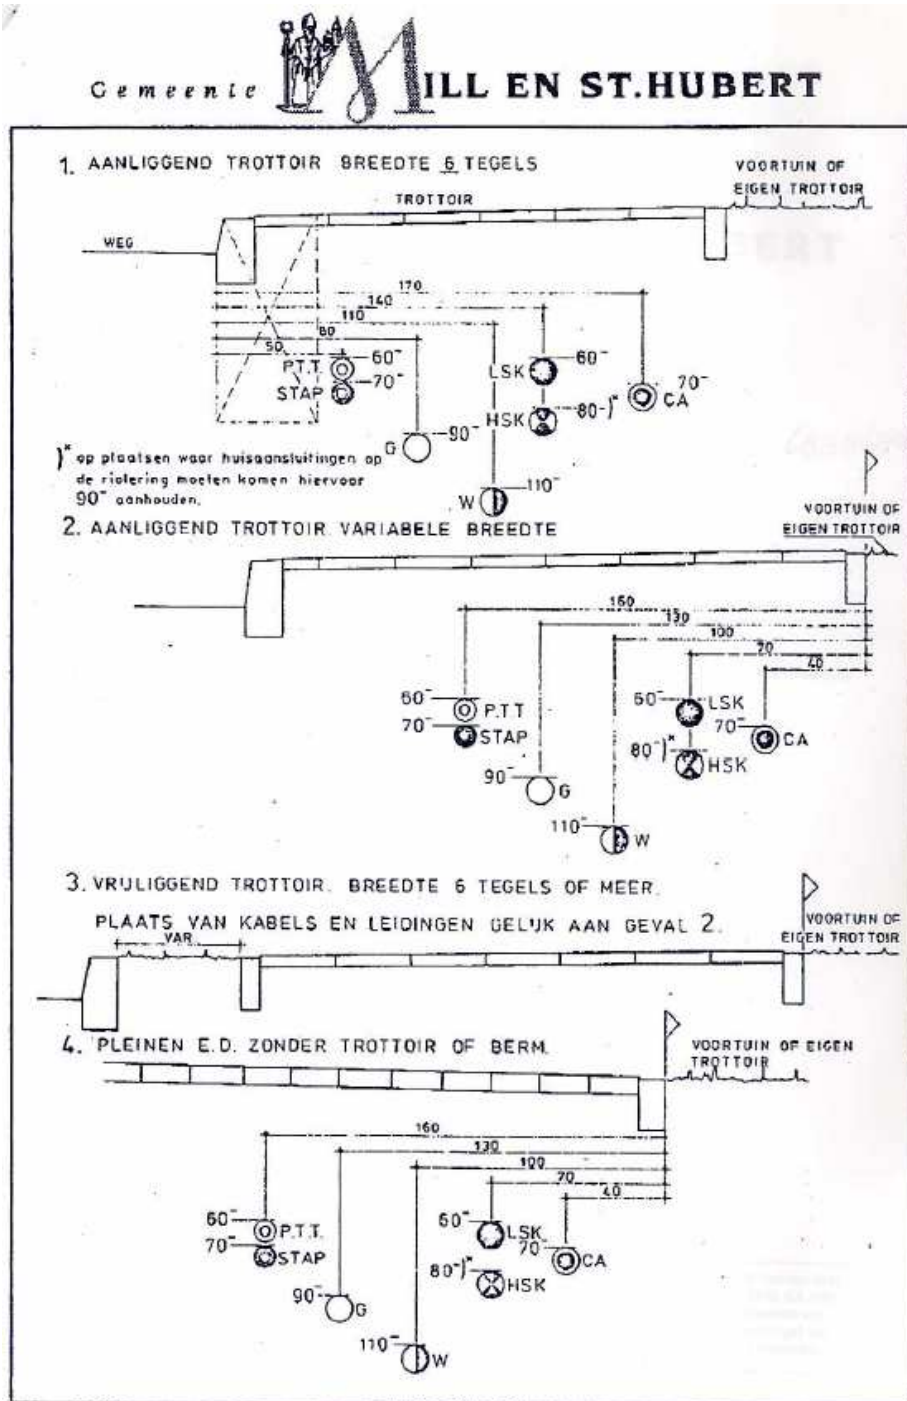 Gemeente MILL EN ST.HUBERT
1. AANLIGGEND TROTTOIR BREEDTE 6 TEGELS
VOORTUIN OF
EIGEN TROTTOIR
TROTTOIR
WEG
170
140
110
80
50
P.T.T. 60-
STAP 70-
LSK 60-
HSK 80-)*
70-
CA
G 90-
W 110-
)* op plaatsen waar huisaansluitingen op
de riolering moeten komen hiervoor
90- aanhouden.
2. AANLIGGEND TROTTOIR VARIABELE BREEDTE
VOORTUIN OF
EIGEN TROTTOIR
160
130
100
70
40
60- P.T.T
70- STAP
60- LSK
70- CA
80-)* HSK
90- G
110- W
3. VRIJLIGGEND TROTTOIR. BREEDTE 6 TEGELS OF MEER.
PLAATS VAN KABELS EN LEIDINGEN GELIJK AAN GEVAL 2.
VAR
VOORTUIN OF
EIGEN TROTTOIR
4. PLEINEN E.D. ZONDER TROTTOIR OF BERM.
VOORTUIN OF EIGEN
TROTTOIR
160
130
100
70
40
60- P.T.T.
70- STAP
60- LSK
70- CA
80-)* HSK
90- G
110- W